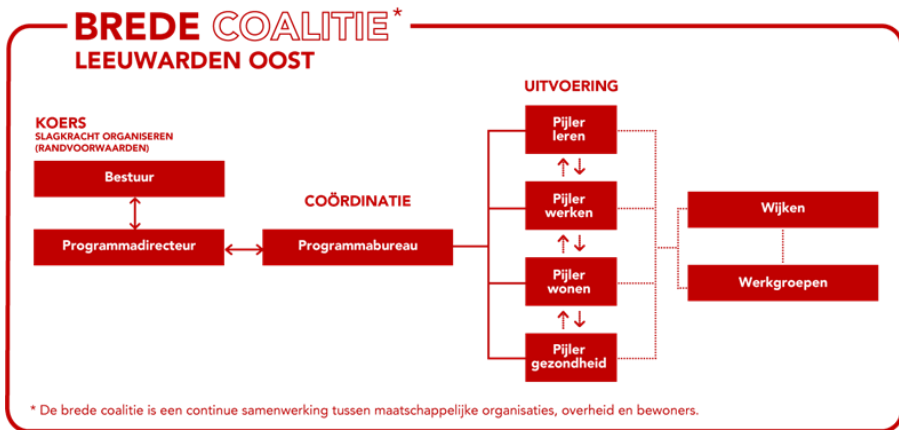 BREDE COALITIE*
LEEUWARDEN OOST
KOERS
SLAGKRACHT ORGANISEREN
(RANDVOORWAARDEN)
Bestuur
Programmadirecteur
COÖRDINATIE
Programmabureau
UITVOERING
Pijler
leren
Pijler
werken
Pijler
wonen
Pijler
gezondheid
Wijken
Werkgroepen
* De brede coalitie is een continue samenwerking tussen maatschappelijke organisaties, overheid en bewoners.